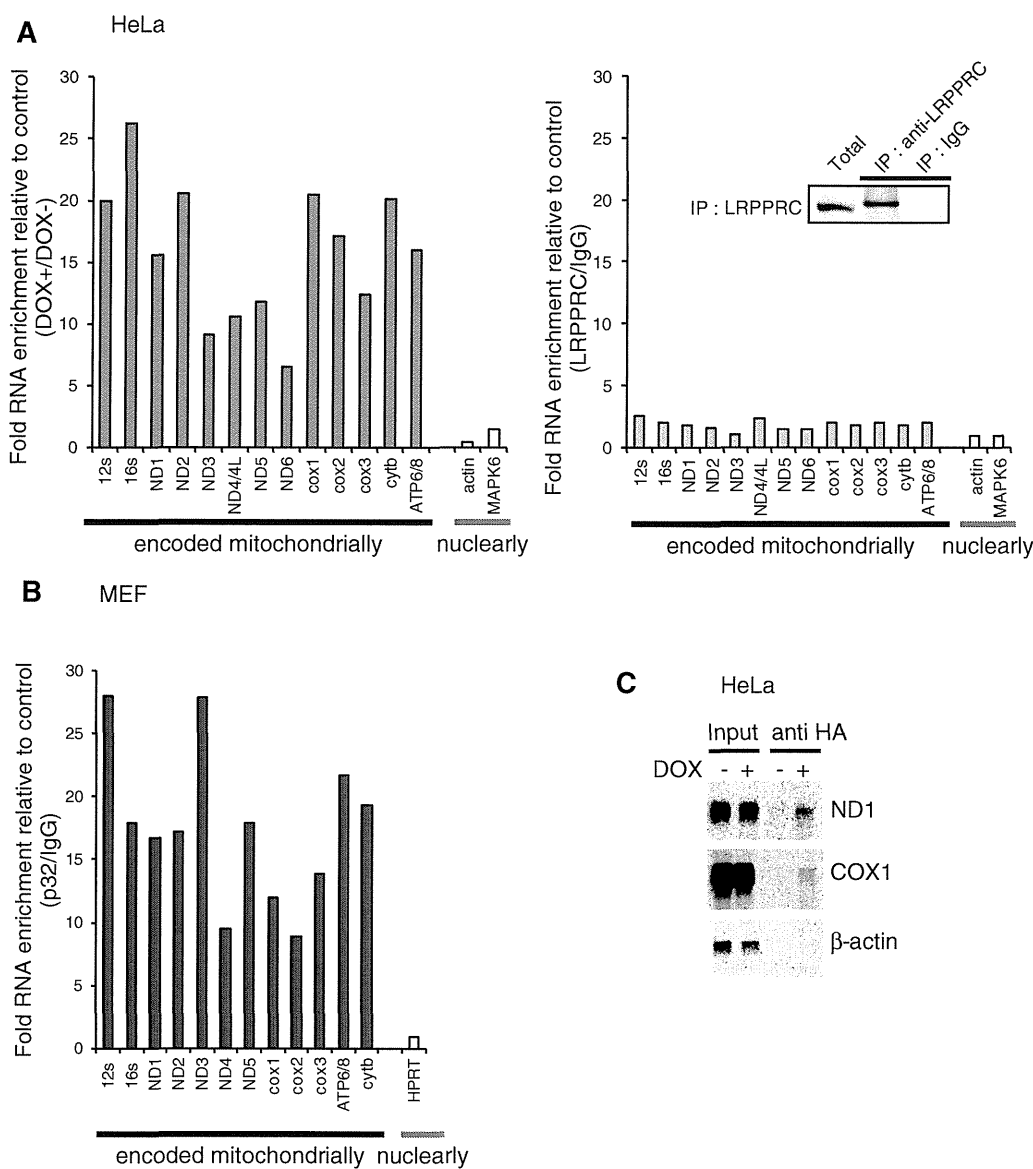 A
HeLa
Fold RNA enrichment relative to control
(DOX+/DOX-)
30
25
20
15
10
5
0
12s
16s
ND1
ND2
ND3
ND4/4L
ND5
ND6
cox1
cox2
cox3
cytb
ATP6/8
actin
MAPK6
encoded mitochondrially
nuclearly
Fold RNA enrichment relative to control
(LRPPRC/IgG)
30
25
20
15
10
5
0
Total
IP : anti-LRPPRC
IP : IgG
IP : LRPPRC
12s
16s
ND1
ND2
ND3
ND4/4L
ND5
ND6
cox1
cox2
cox3
cytb
ATP6/8
actin
MAPK6
encoded mitochondrially
nuclearly
B
MEF
Fold RNA enrichment relative to control
(p32/IgG)
30
25
20
15
10
5
0
12s
16s
ND1
ND2
ND3
ND4
ND5
cox1
cox2
cox3
ATP6/8
cytb
HPRT
encoded mitochondrially
nuclearly
C
HeLa
Input anti HA
DOX - + - +
ND1
COX1
β-actin